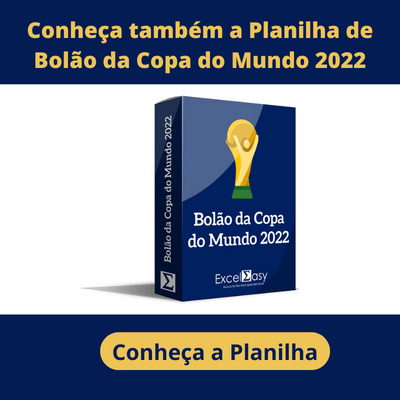 Conheça também a Planilha de
Bolão da Copa do Mundo 2022
Bolão da Copa do Mundo 2022
Bolão da Copa
do Mundo 2022
ExcelΣasy
Σ
Conheça a Planilha